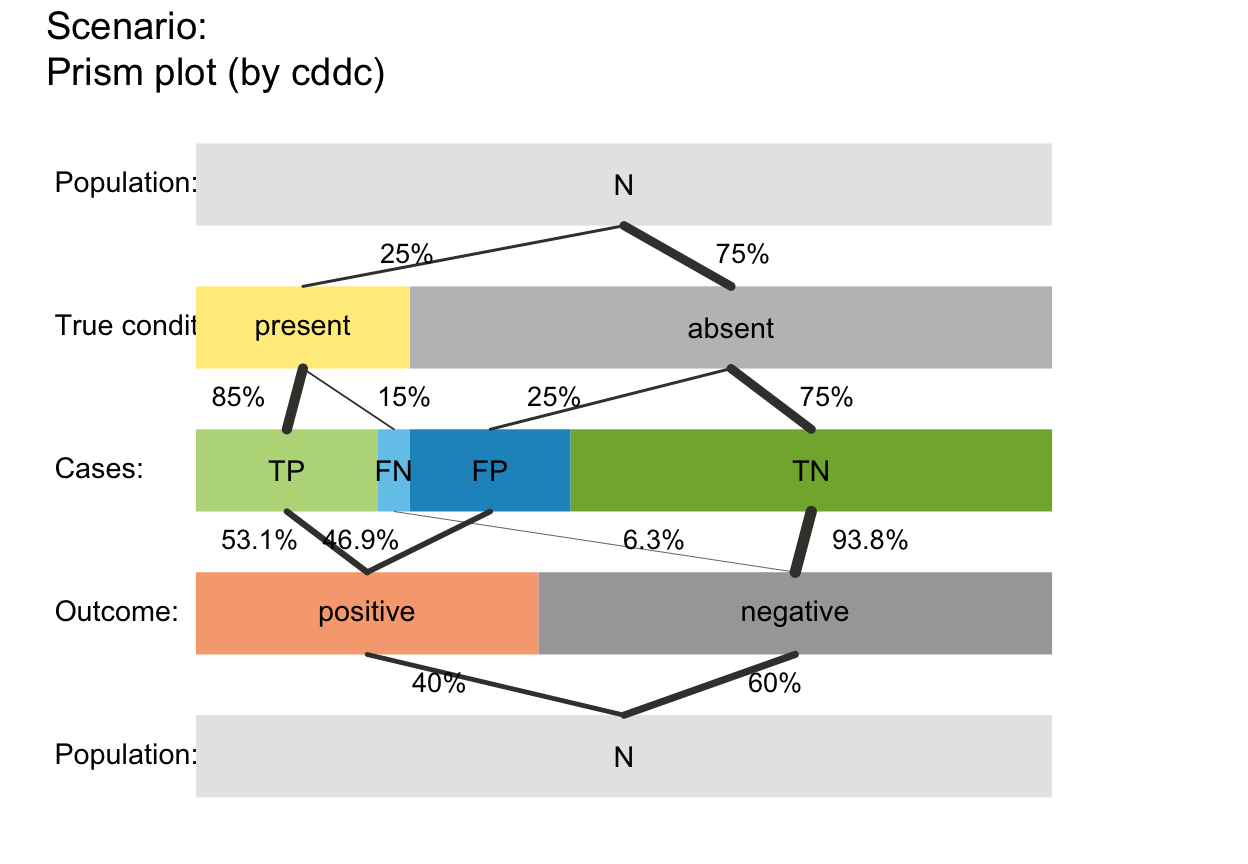 Scenario:
Prism plot (by cddc)
Population:
N
25%
75%
True condit
present
absent
85%
15%
25%
75%
Cases:
TP
FN
FP
TN
53.1%
46.9%
6.3%
93.8%
Outcome:
positive
negative
40%
60%
Population:
N